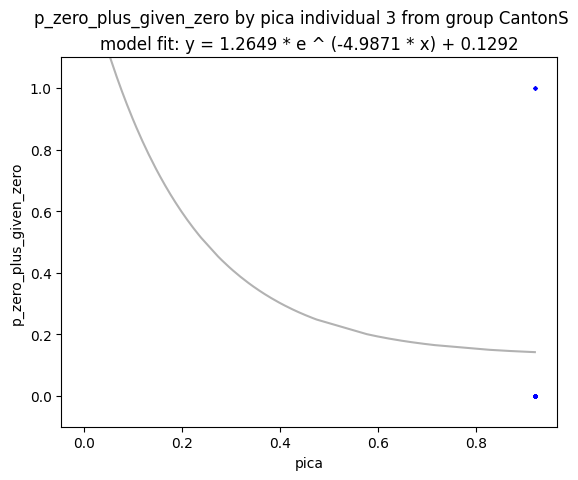 p_zero_plus_given_zero by pica individual 3 from group CantonS
model fit: y = 1.2649 * e ^ (-4.9871 * x) + 0.1292
1.0
0.8
0.6
0.4
0.2
0.0
p_zero_plus_given_zero
0.0 0.2 0.4 0.6 0.8
pica